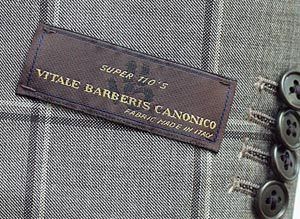 SUPER 110'S
VITALE BARBERIS CANONICO
FABRIC MADE IN ITALY